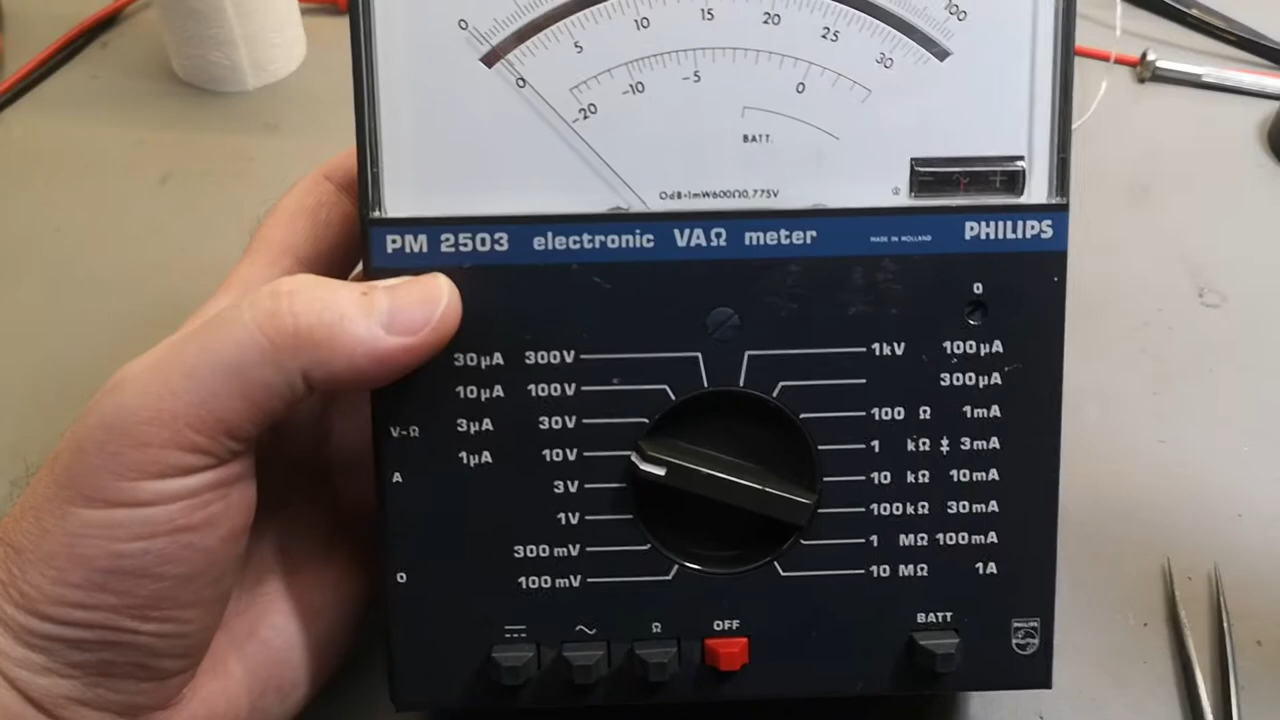 0 100
0 5 10 15 20 25 30
-20 -10 -5 0
BATT.
0dB=1mW600Ω0,775V
- ~ +
PM 2503 electronic VAΩ meter MADE IN HOLLAND PHILIPS
0
30µA 300V 1kV 100µA
10µA 100V 300µA
V-Ω 3µA 30V 100 Ω 1mA
1µA 10V 1 kΩ 3mA
A 3V 10 kΩ 10mA
1V 100kΩ 30mA
300mV 1 MΩ 100mA
0 100mV 10 MΩ 1A
~ Ω OFF BATT
PHILIPS